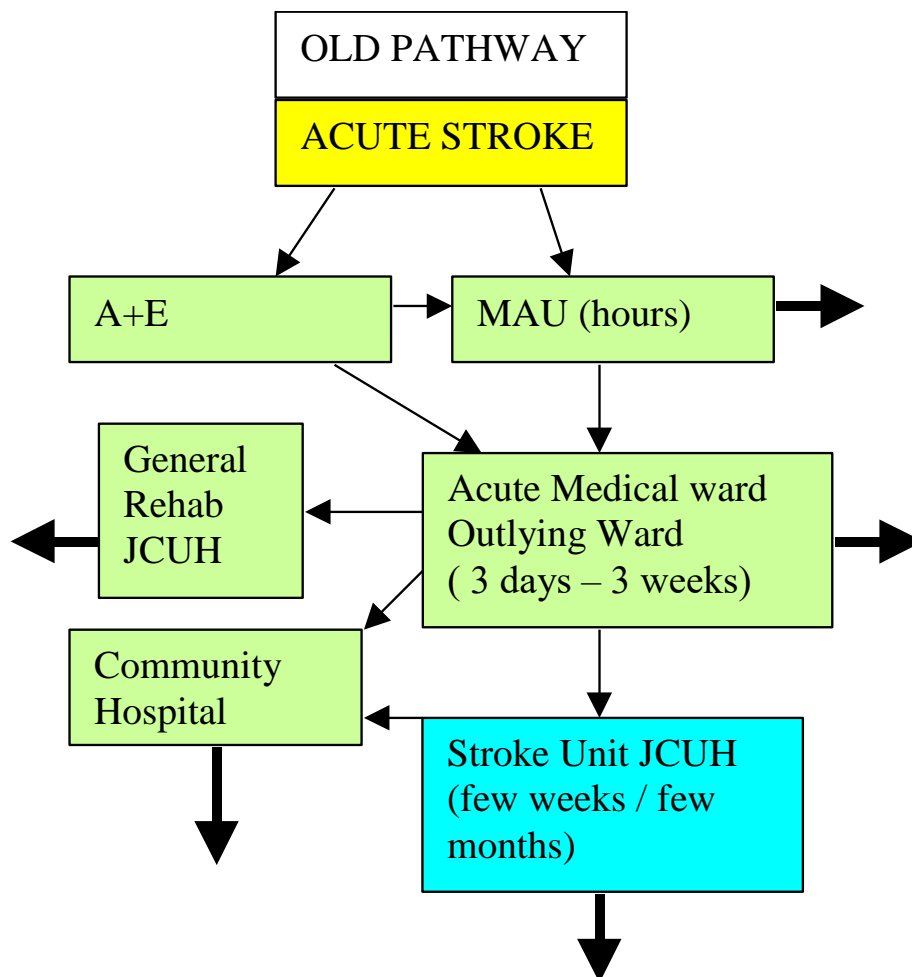 OLD PATHWAY
ACUTE STROKE
A+E
MAU (hours)
General
Rehab
JCUH
Acute Medical ward
Outlying Ward
( 3 days – 3 weeks)
Community
Hospital
Stroke Unit JCUH
(few weeks / few
months)